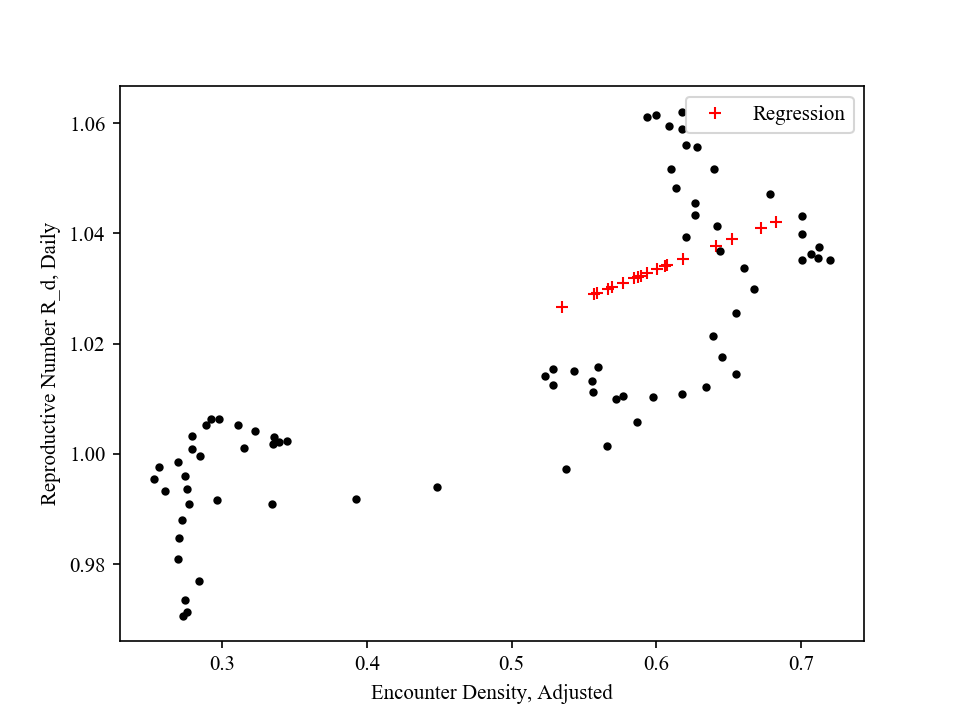 Regression
1.06
1.04
1.02
1.00
0.98
Reproductive Number R_d, Daily
0.3 0.4 0.5 0.6 0.7
Encounter Density, Adjusted